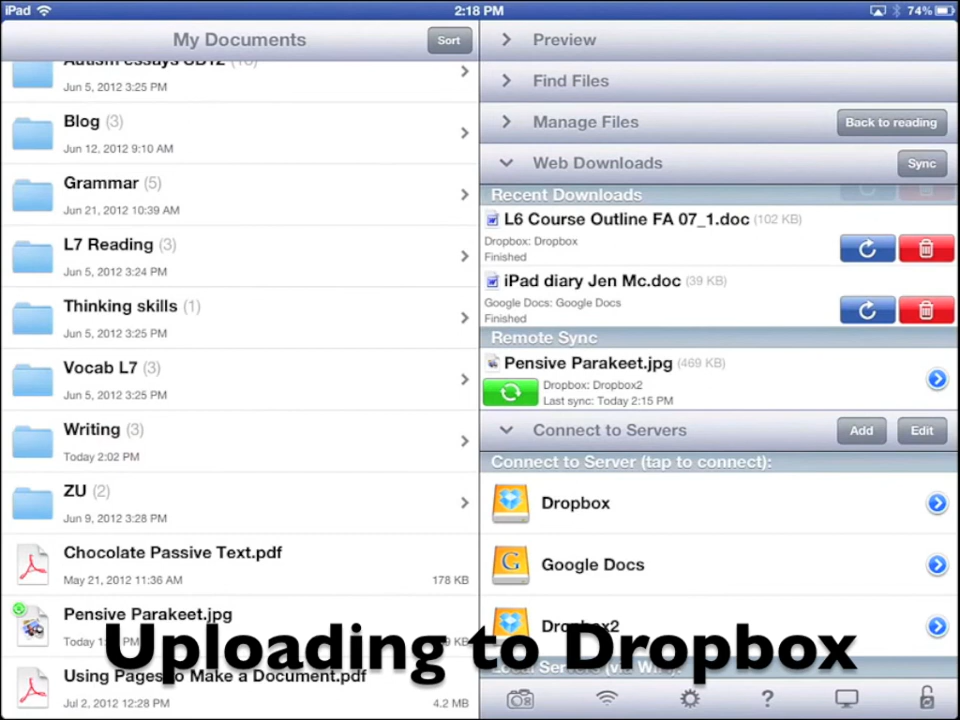 iPad 2:18 PM 74%
My Documents Sort
Autism essays CD12 (10)
Jun 5, 2012 3:25 PM
Blog (3)
Jun 12, 2012 9:10 AM
Grammar (5)
Jun 21, 2012 10:39 AM
L7 Reading (3)
Jun 5, 2012 3:24 PM
Thinking skills (1)
Jun 5, 2012 3:25 PM
Vocab L7 (3)
Jun 5, 2012 3:25 PM
Writing (3)
Today 2:02 PM
ZU (2)
Jun 9, 2012 3:28 PM
Chocolate Passive Text.pdf
May 21, 2012 11:36 AM 178 KB
Pensive Parakeet.jpg
Today
Using Pages to Make a Document.pdf
Jul 2, 2012 12:28 PM 4.2 MB
Preview
Find Files
Manage Files Back to reading
Web Downloads Sync
Recent Downloads
L6 Course Outline FA 07_1.doc (102 KB)
Dropbox: Dropbox
Finished
iPad diary Jen Mc.doc (39 KB)
Google Docs: Google Docs
Finished
Remote Sync
Pensive Parakeet.jpg (469 KB)
Dropbox: Dropbox2
Last sync: Today 2:15 PM
Connect to Servers Add Edit
Connect to Server (tap to connect):
Dropbox
Google Docs
G
Dropbox2
Uploading to Dropbox
?